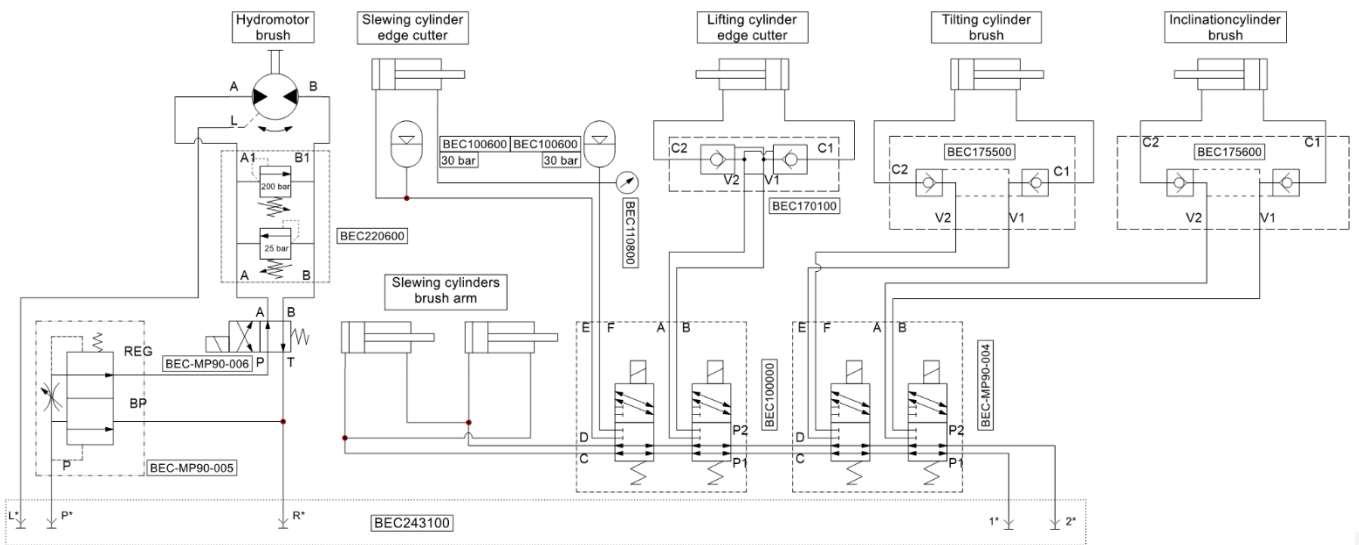 Hydromotor
brush
Slewing cylinder
edge cutter
Lifting cylinder
edge cutter
Tilting cylinder
brush
Inclinationcylinder
brush
A
B
L
A1
B1
200 bar
25 bar
A
B
BEC220600
BEC100600
BEC100600
30 bar
30 bar
BEC110800
C2
C1
V2
V1
BEC170100
BEC175500
C2
C1
V2
V1
BEC175600
C2
C1
V2
V1
Slewing cylinders
brush arm
A
B
P
T
BEC-MP90-006
REG
BP
P
BEC-MP90-005
E
F
A
B
D
C
P2
P1
BEC100000
E
F
A
B
D
C
P2
P1
BEC-MP90-004
L*
P*
R*
BEC243100
1*
2*